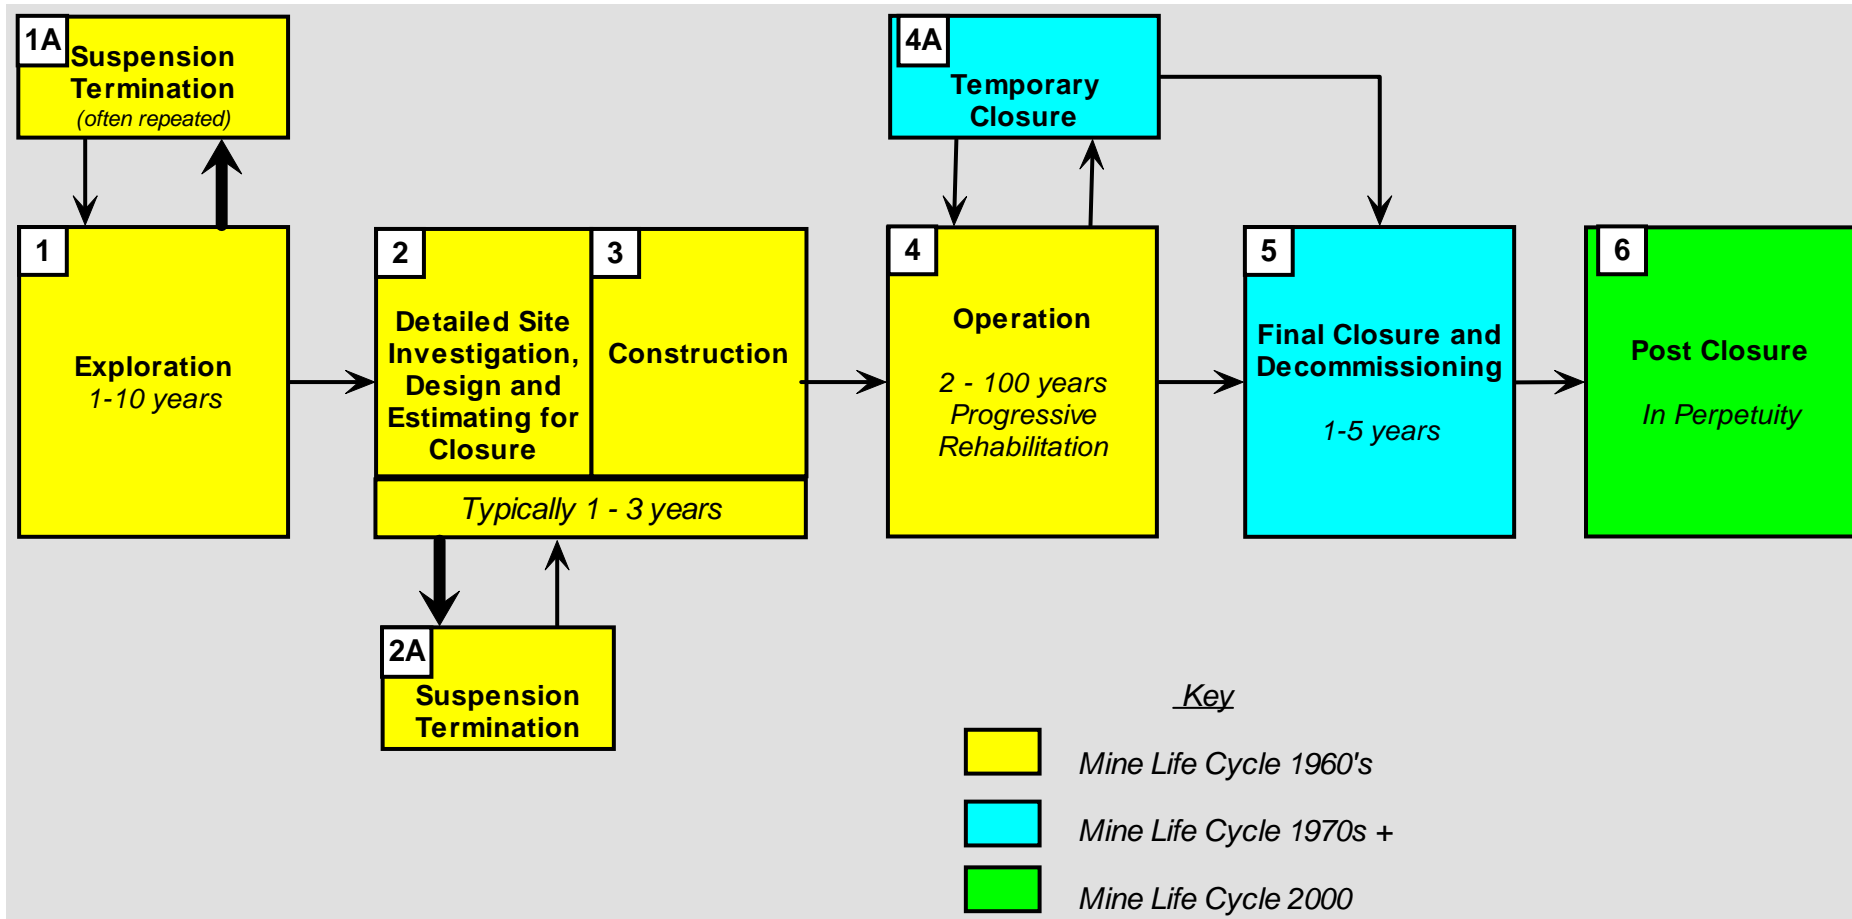 1A
Suspension
Termination
(often repeated)
4A
Temporary
Closure
1
Exploration
1-10 years
2
Detailed Site
Investigation,
Design and
Estimating for
Closure
3
Construction
Typically 1 - 3 years
2A
Suspension
Termination
4
Operation
2 - 100 years
Progressive
Rehabilitation
5
Final Closure and
Decommissioning
1-5 years
6
Post Closure
In Perpetuity
Key
Mine Life Cycle 1960's
Mine Life Cycle 1970s +
Mine Life Cycle 2000